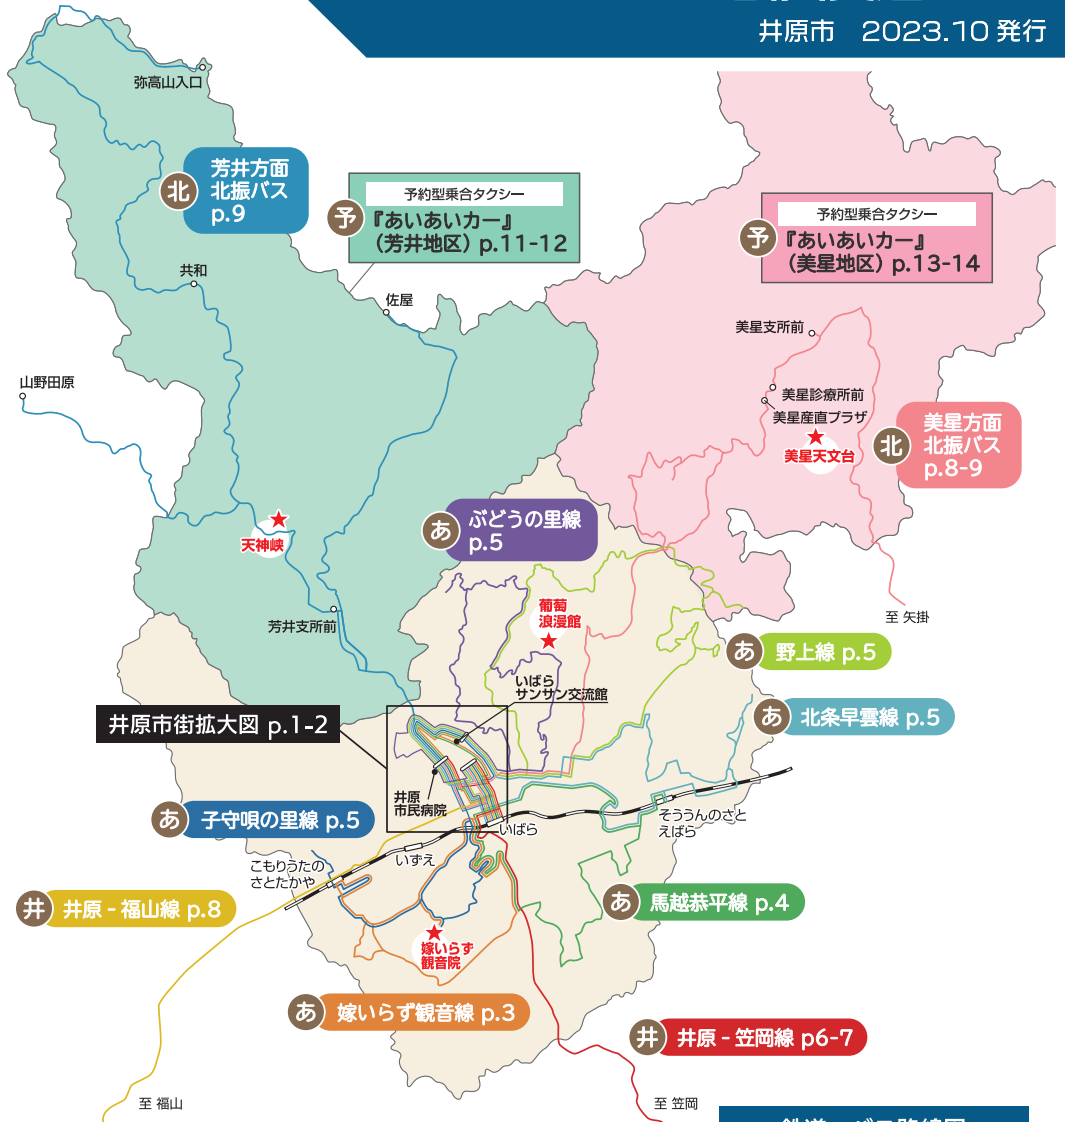 井原市 2023.10 発行
弥高山入口
北
芳井方面
北振バス
p.9
予
予約型乗合タクシー
『あいあいカー』
（芳井地区）p.11-12
予
予約型乗合タクシー
『あいあいカー』
（美星地区）p.13-14
共和
佐屋
美星支所前
山野田原
美星診療所前
美星産直プラザ
美星天文台
北
美星方面
北振バス
p.8-9
あ
ぶどうの里線
p.5
天神峡
葡萄
浪漫館
芳井支所前
至 矢掛
あ
野上線 p.5
いばら
サンサン交流館
井原市街拡大図 p.1-2
あ
北条早雲線 p.5
井原
市民病院
あ
子守唄の里線 p.5
いばら
そううんのさと
えばら
いずえ
こもりうたの
さとたかや
井
井原 - 福山線 p.8
あ
馬越恭平線 p.4
嫁いらず
観音院
あ
嫁いらず観音線 p.3
井
井原 - 笠岡線 p6-7
至 福山
至 笠岡